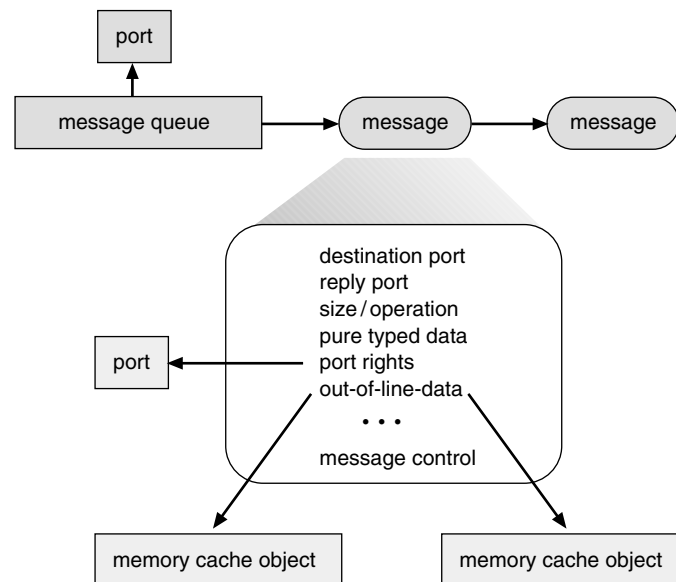 port
message queue
message
message
destination port
reply port
size / operation
pure typed data
port
port rights
out-of-line-data
• • •
message control
memory cache object
memory cache object